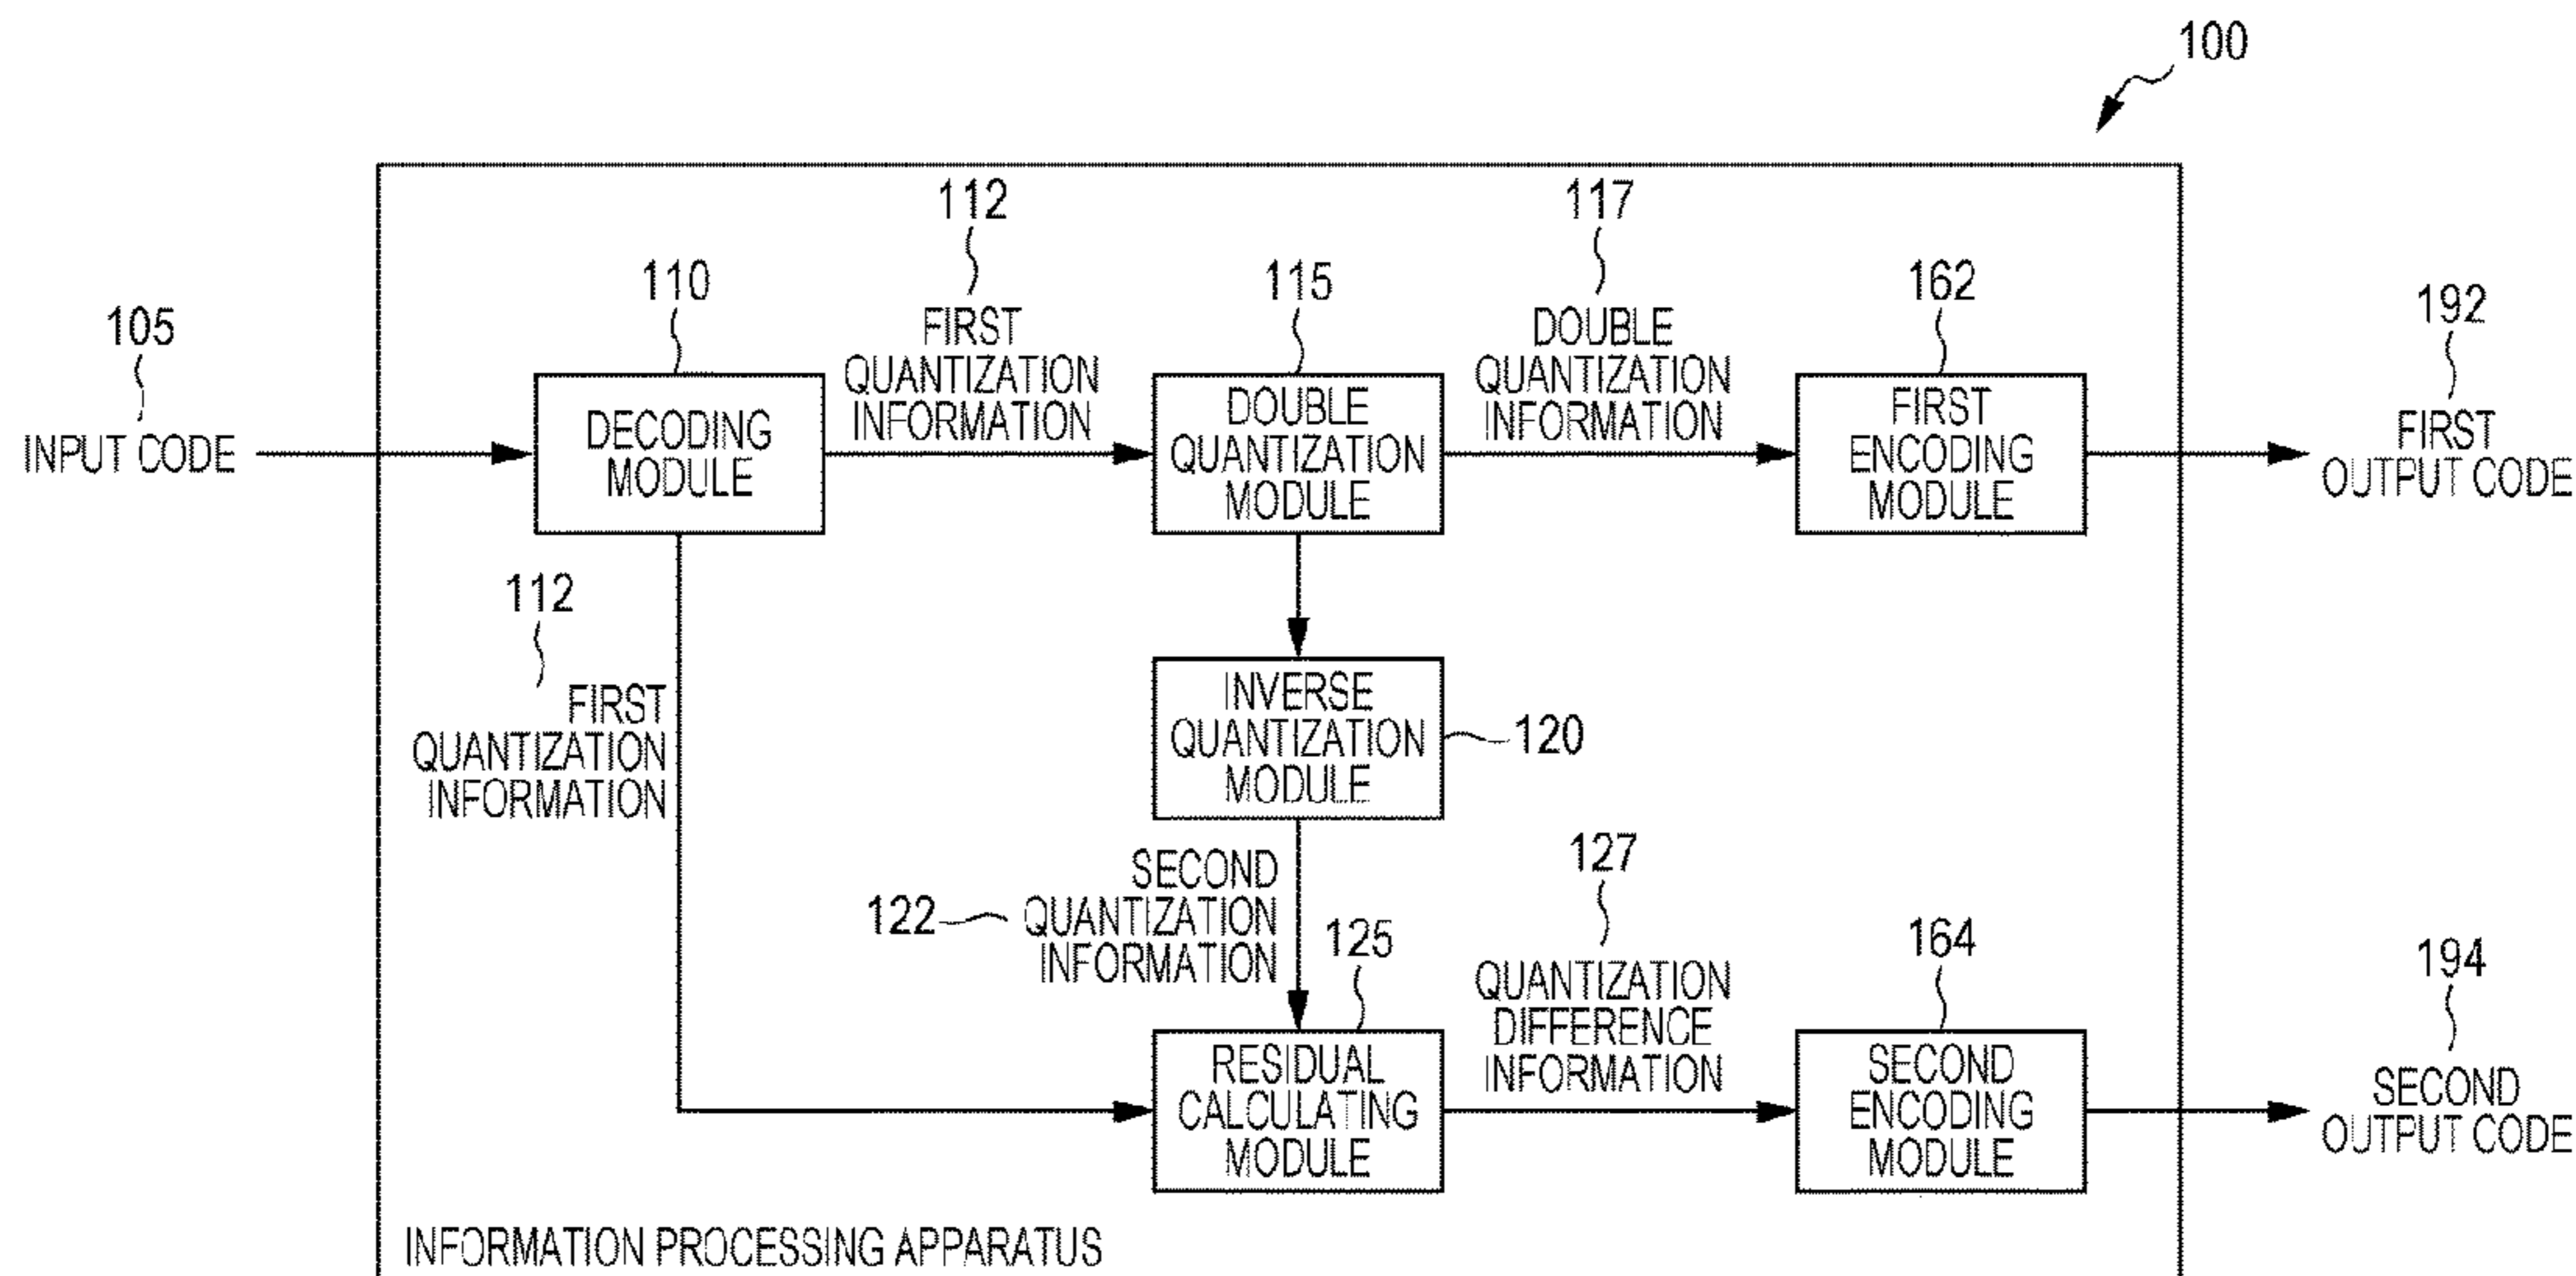 100
112
117
110
115
162
192
105
FIRST
QUANTIZATION
INFORMATION
DOUBLE
QUANTIZATION
INFORMATION
INPUT CODE
DECODING
MODULE
DOUBLE
QUANTIZATION
MODULE
FIRST
ENCODING
MODULE
FIRST
OUTPUT CODE
112
FIRST
QUANTIZATION
INFORMATION
INVERSE
QUANTIZATION
MODULE
120
122
SECOND
QUANTIZATION
INFORMATION
125
127
QUANTIZATION
DIFFERENCE
INFORMATION
164
194
RESIDUAL
CALCULATING
MODULE
SECOND
ENCODING
MODULE
SECOND
OUTPUT CODE
INFORMATION PROCESSING APPARATUS